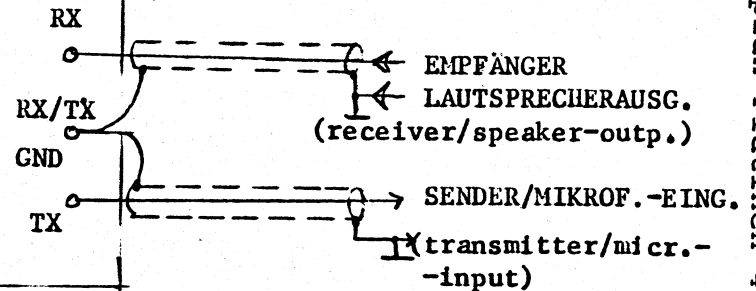 RX
EMPFÄNGER
LAUTSPRECHERAUSG.
RX/TX
(receiver/speaker-outp.)
GND
SENDER/MIKROF.-EING.
TX
(transmitter/micr.-
-input)